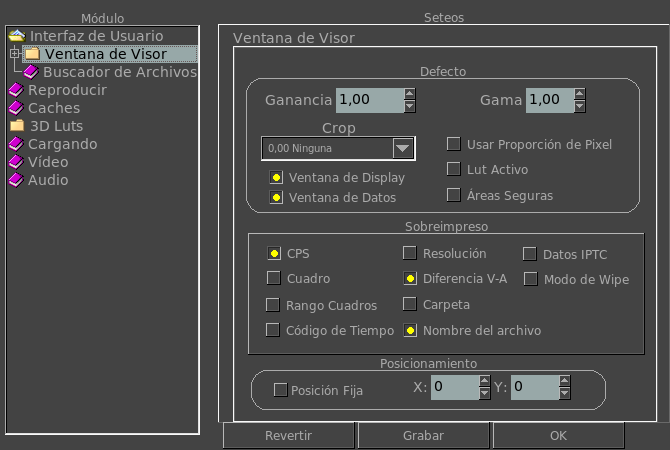 Módulo
Interfaz de Usuario
Ventana de Visor
Buscador de Archivos
Reproducir
Caches
3D Luts
Cargando
Vídeo
Audio
Seteos
Ventana de Visor
Defecto
Ganancia 1,00 Gama 1,00
Crop
0,00 Ninguna
Usar Proporción de Pixel
Lut Activo
Áreas Seguras
Ventana de Display
Ventana de Datos
Sobreimpreso
CPS Resolución Datos IPTC
Cuadro Diferencia V-A Modo de Wipe
Rango Cuadros Carpeta
Código de Tiempo Nombre del archivo
Posicionamiento
Posición Fija X: 0 Y: 0
Revertir Grabar OK